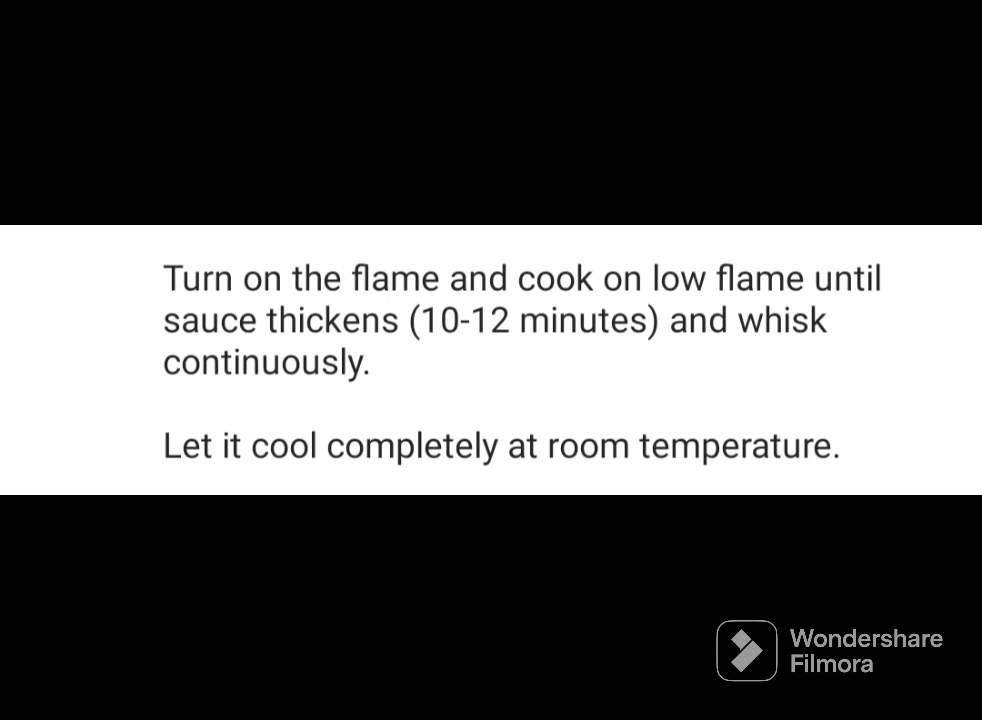 Turn on the flame and cook on low flame until
sauce thickens (10-12 minutes) and whisk
continuously.
Let it cool completely at room temperature.
Wondershare
Filmora